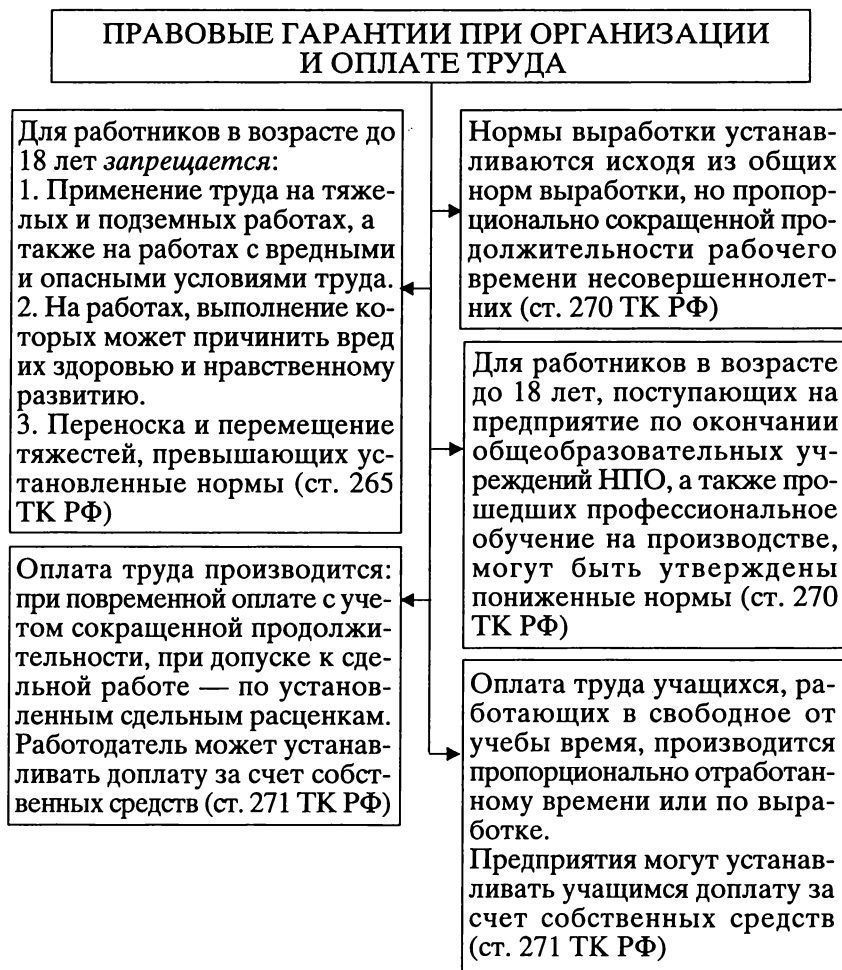 ПРАВОВЫЕ ГАРАНТИИ ПРИ ОРГАНИЗАЦИИ
И ОПЛАТЕ ТРУДА
Для работников в возрасте до
18 лет запрещается:
1. Применение труда на тяже-
лых и подземных работах, а
также на работах с вредными
и опасными условиями труда.
2. На работах, выполнение ко-
торых может причинить вред
их здоровью и нравственному
развитию.
3. Переноска и перемещение
тяжестей, превышающих ус-
тановленные нормы (ст. 265
ТК РФ)
Оплата труда производится:
при повременной оплате с уче-
том сокращенной продолжи-
тельности, при допуске к сде-
льной работе — по установ-
ленным сдельным расценкам.
Работодатель может устанав-
ливать доплату за счет собст-
венных средств (ст. 271 ТК РФ)
Нормы выработки устанав-
ливаются исходя из общих
норм выработки, но пропор-
ционально сокращенной про-
должительности рабочего
времени несовершеннолет-
них (ст. 270 ТК РФ)
Для работников в возрасте
до 18 лет, поступающих на
предприятие по окончании
общеобразовательных уч-
реждений НПО, а также про-
шедших профессиональное
обучение на производстве,
могут быть утверждены
пониженные нормы (ст. 270
ТК РФ)
Оплата труда учащихся, ра-
ботающих в свободное от
учебы время, производится
пропорционально отработан-
ному времени или по выра-
ботке.
Предприятия могут устанав-
ливать учащимся доплату за
счет собственных средств
(ст. 271 ТК РФ)